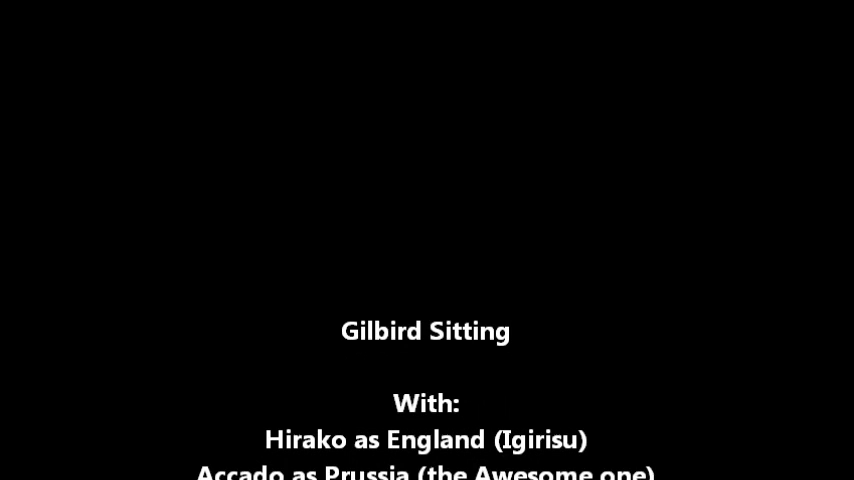 Gilbird Sitting
With:
Hirako as England (Igirisu)
Accado as Prussia (the Awesome one)